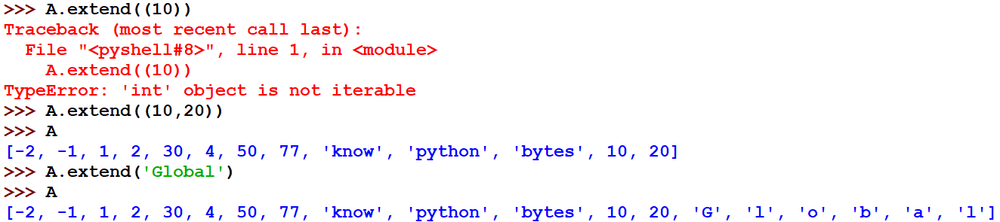 >>> A.extend((10))
Traceback (most recent call last):
  File "<pyshell#8>", line 1, in <module>
    A.extend((10))
TypeError: 'int' object is not iterable
>>> A.extend((10,20))
>>> A
[-2, -1, 1, 2, 30, 4, 50, 77, 'know', 'python', 'bytes', 10, 20]
>>> A.extend('Global')
>>> A
[-2, -1, 1, 2, 30, 4, 50, 77, 'know', 'python', 'bytes', 10, 20, 'G', 'l', 'o', 'b', 'a', 'l']